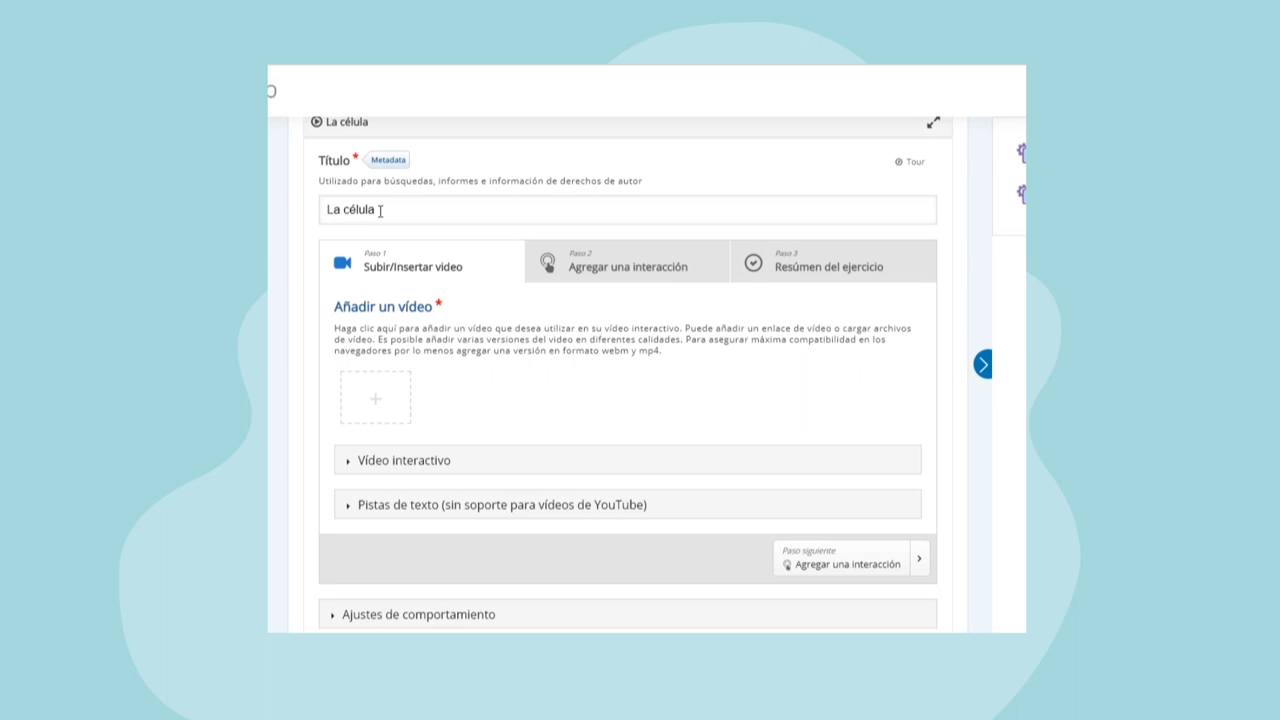 La célula
Título * Metadata
Tour
Utilizado para búsquedas, informes e información de derechos de autor
La célula
Paso 1
Subir/Insertar video
Paso 2
Agregar una interacción
Paso 3
Resúmen del ejercicio
Añadir un vídeo *
Haga clic aquí para añadir un vídeo que desea utilizar en su vídeo interactivo. Puede añadir un enlace de vídeo o cargar archivos
de vídeo. Es posible añadir varias versiones del video en diferentes calidades. Para asegurar máxima compatibilidad en los
navegadores por lo menos agregar una versión en formato webm y mp4.
+
Vídeo interactivo
Pistas de texto (sin soporte para vídeos de YouTube)
Paso siguiente
Agregar una interacción
Ajustes de comportamiento